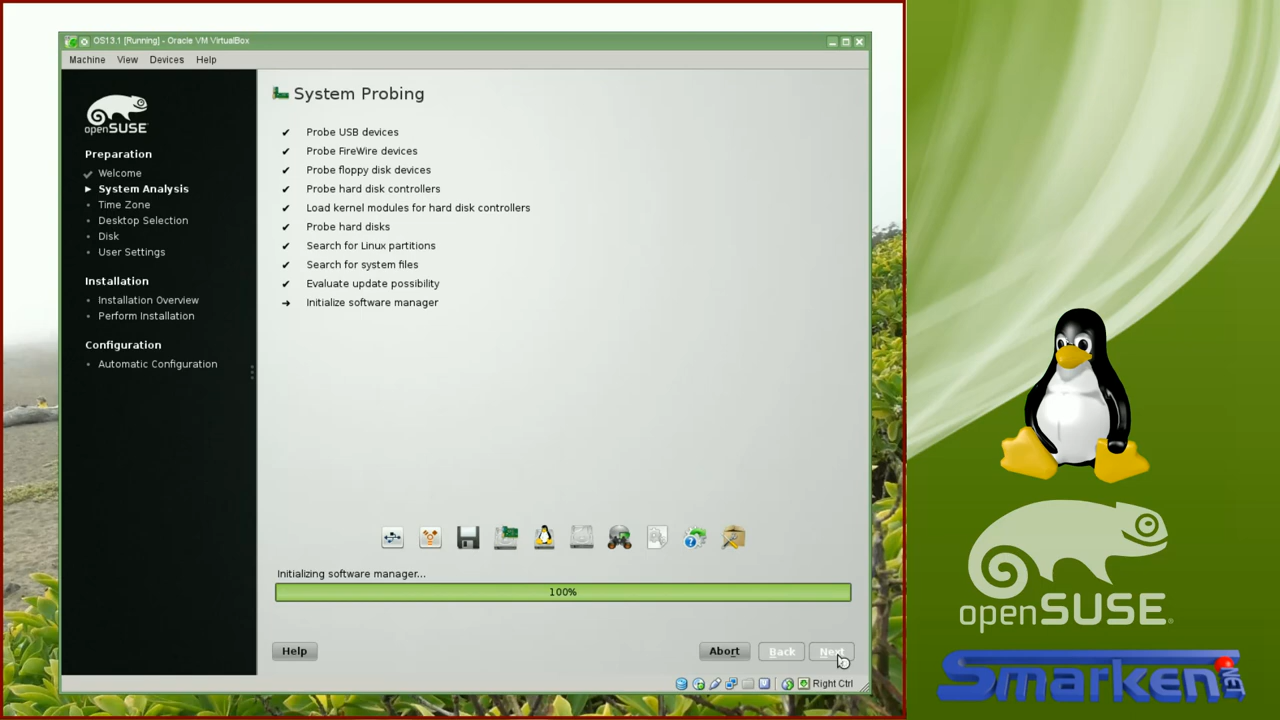 OS13.1 [Running] - Oracle VM VirtualBox
Machine View Devices Help
openSUSE
Preparation
Welcome
System Analysis
Time Zone
Desktop Selection
Disk
User Settings
Installation
Installation Overview
Perform Installation
Configuration
Automatic Configuration
System Probing
Probe USB devices
Probe FireWire devices
Probe floppy disk devices
Probe hard disk controllers
Load kernel modules for hard disk controllers
Probe hard disks
Search for Linux partitions
Search for system files
Evaluate update possibility
Initialize software manager
Initializing software manager...
100%
Help Abort Back Next
Right Ctrl
openSUSE.
Smarken.NET